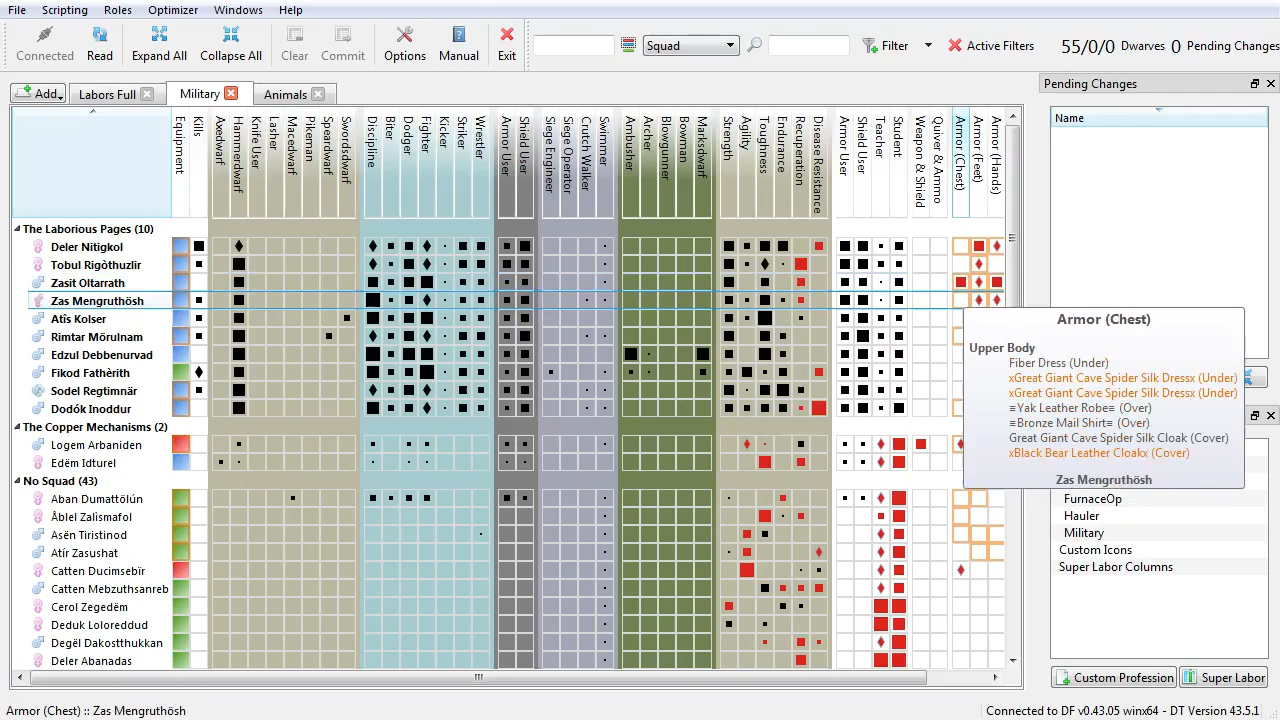 File Scripting Roles Optimizer Windows Help
Connected Read Expand All Collapse All Clear Commit Options Manual Exit Squad Filter Active Filters 55/0/0 Dwarves 0 Pending Changes
Add Labors Full Military Animals
Pending Changes
Name
Equipment
Kills
Axedwarf
Hammerdwarf
Knife User
Lasher
Macedwarf
Pikeman
Speardwarf
Swordsdwarf
Discipline
Biter
Dodger
Fighter
Kicker
Striker
Wrestler
Armor User
Shield User
Siege Engineer
Siege Operator
Crutch Walker
Swimmer
Ambusher
Archer
Blowgunner
Bowman
Marksdwarf
Strength
Agility
Toughness
Endurance
Recuperation
Disease Resistance
Armor User
Shield User
Teacher
Student
Weapon & Shield
Quiver & Ammo
Armor (Chest)
Armor (Feet)
Armor (Hands)
The Laborious Pages (10)
Deler Nitigkol
Tobul Rigòthuzlir
Zasit Oltarrath
Zas Mengruthösh
Atîs Kolser
Rimtar Mörulnam
Edzul Debbenurvad
Fikod Fathèrith
Sodel Regtimnär
Dodók Inoddur
The Copper Mechanisms (2)
Logem Arbaniden
Edëm Idturel
No Squad (43)
Aban Dumattölún
Âblel Zalìsmafol
Asën Tiristinod
Atír Zasushat
Catten Ducimsebïr
Catten Mebzuthsanreb
Cerol Zegedëm
Deduk Loloreddud
Degël Dakostthukkan
Deler Abanadas
Armor (Chest)
Upper Body
Fiber Dress (Under)
xGreat Giant Cave Spider Silk Dressx (Under)
xGreat Giant Cave Spider Silk Dressx (Under)
≡Yak Leather Robe≡ (Over)
≡Bronze Mail Shirt≡ (Over)
Great Giant Cave Spider Silk Cloak (Cover)
xBlack Bear Leather Cloakx (Cover)
Zas Mengruthösh
FurnaceOp
Hauler
Military
Custom Icons
Super Labor Columns
Custom Profession Super Labor
Armor (Chest) :: Zas Mengruthösh
Connected to DF v0.43.05 winx64 - DT Version 43.5.1